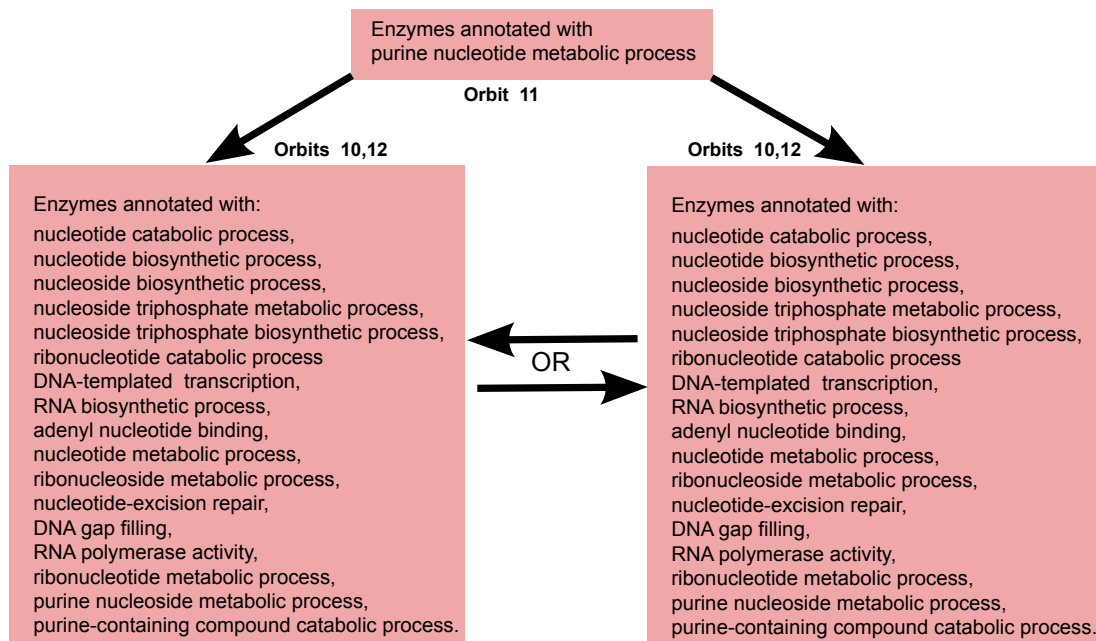 Enzymes annotated with
purine nucleotide metabolic process
Orbit 11
Orbits 10,12
Orbits 10,12
Enzymes annotated with:
nucleotide catabolic process,
nucleotide biosynthetic process,
nucleoside biosynthetic process,
nucleoside triphosphate metabolic process,
nucleoside triphosphate biosynthetic process,
ribonucleotide catabolic process
DNA-templated transcription,
RNA biosynthetic process,
adenyl nucleotide binding,
nucleotide metabolic process,
ribonucleoside metabolic process,
nucleotide-excision repair,
DNA gap filling,
RNA polymerase activity,
ribonucleotide metabolic process,
purine nucleoside metabolic process,
purine-containing compound catabolic process.
OR
Enzymes annotated with:
nucleotide catabolic process,
nucleotide biosynthetic process,
nucleoside biosynthetic process,
nucleoside triphosphate metabolic process,
nucleoside triphosphate biosynthetic process,
ribonucleotide catabolic process
DNA-templated transcription,
RNA biosynthetic process,
adenyl nucleotide binding,
nucleotide metabolic process,
ribonucleoside metabolic process,
nucleotide-excision repair,
DNA gap filling,
RNA polymerase activity,
ribonucleotide metabolic process,
purine nucleoside metabolic process,
purine-containing compound catabolic process.